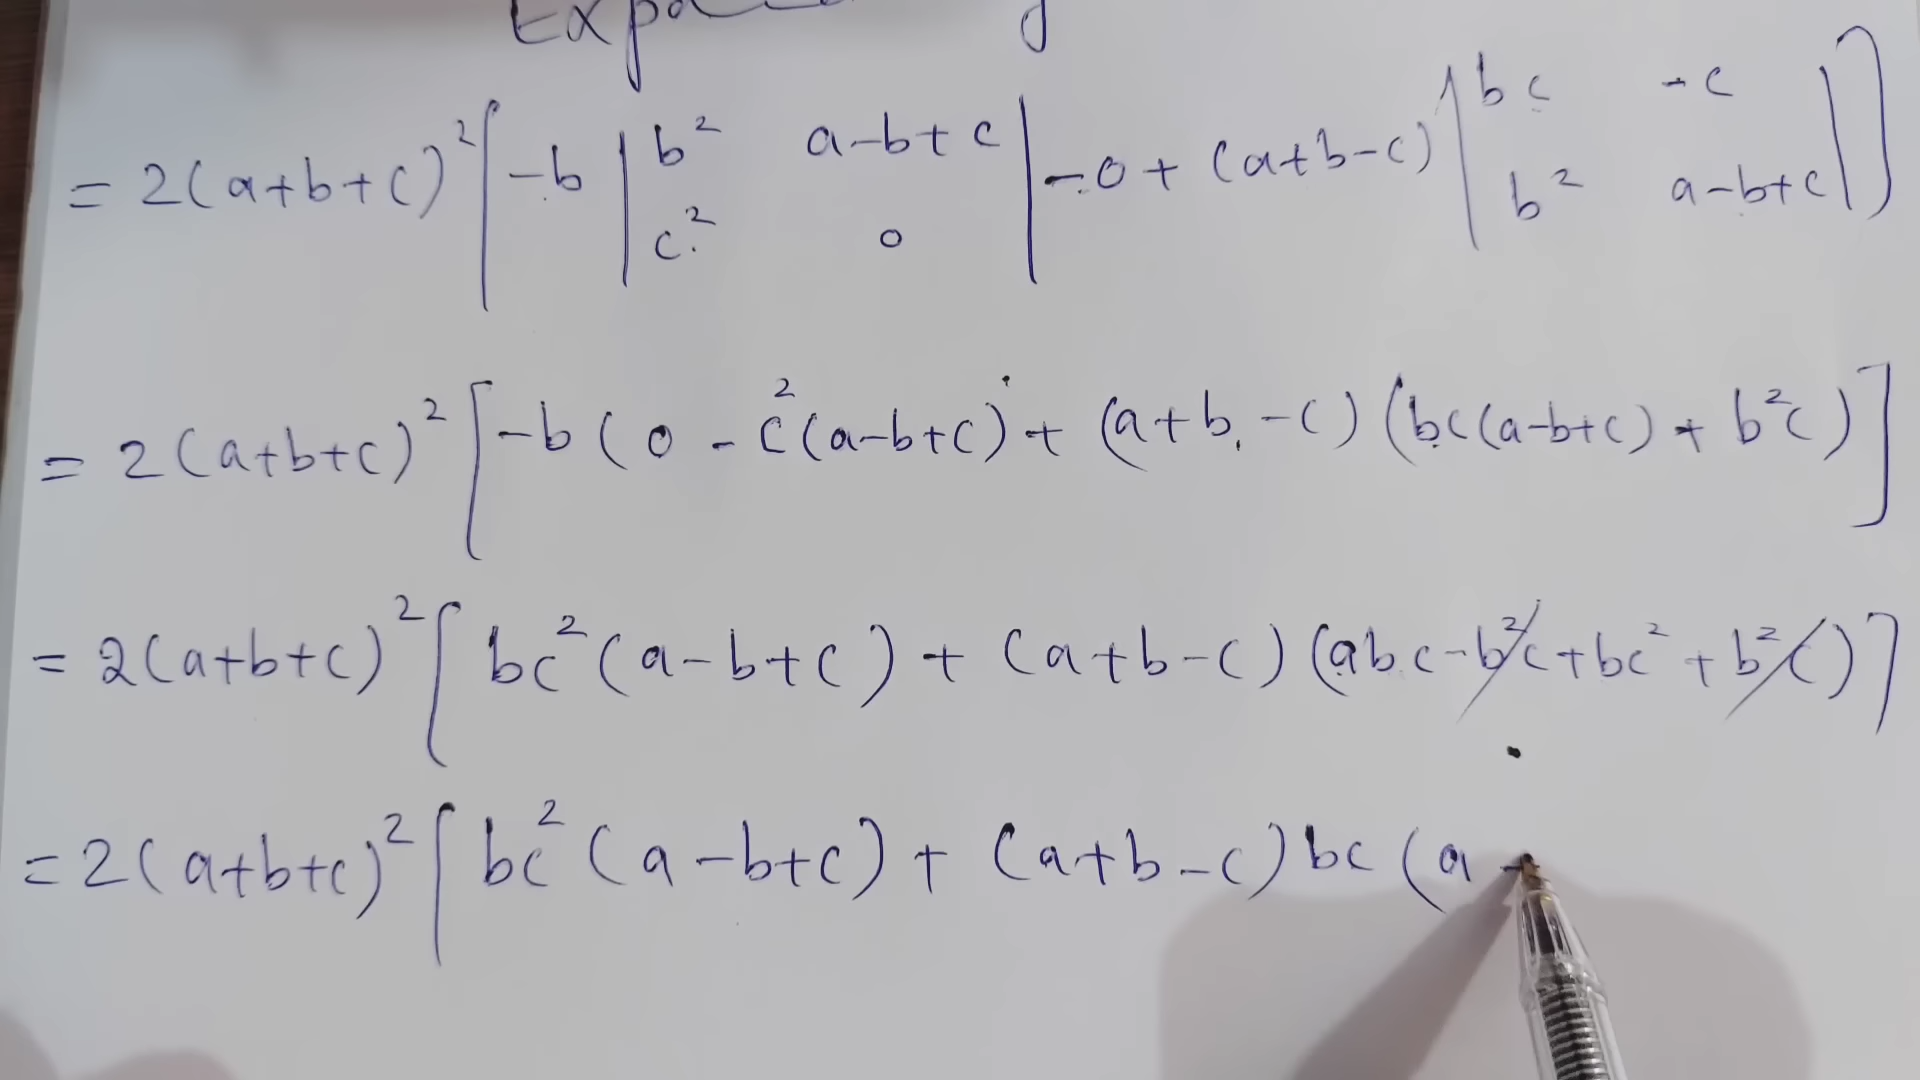 = 2(a+b+c)² [ -b | b² a-b+c | -0 + (a+b-c) | bc -c | ]
c² 0 b² a-b+c
= 2(a+b+c)² [ -b ( 0 - c²(a-b+c) + (a+b-c) (bc(a-b+c) + b²c) ]
= 2(a+b+c)² [ bc² (a-b+c) + (a+b-c) (abc - b²c + bc² + b²c) ]
= 2(a+b+c)² [ bc² (a-b+c) + (a+b-c) bc (a